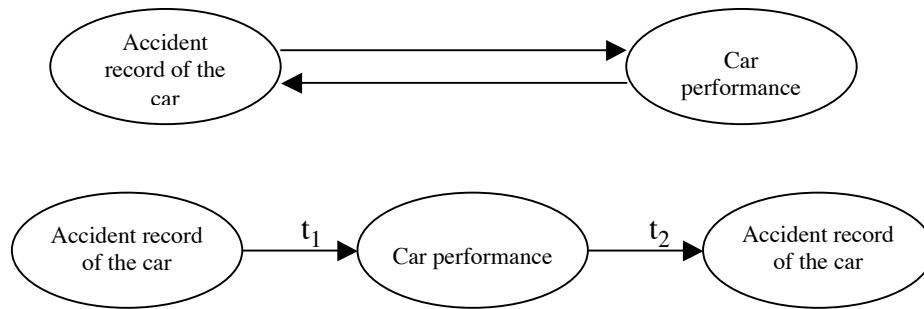 Accident
record of the
car
Car
performance
Accident record
of the car
t1
Car performance
t2
Accident record
of the car